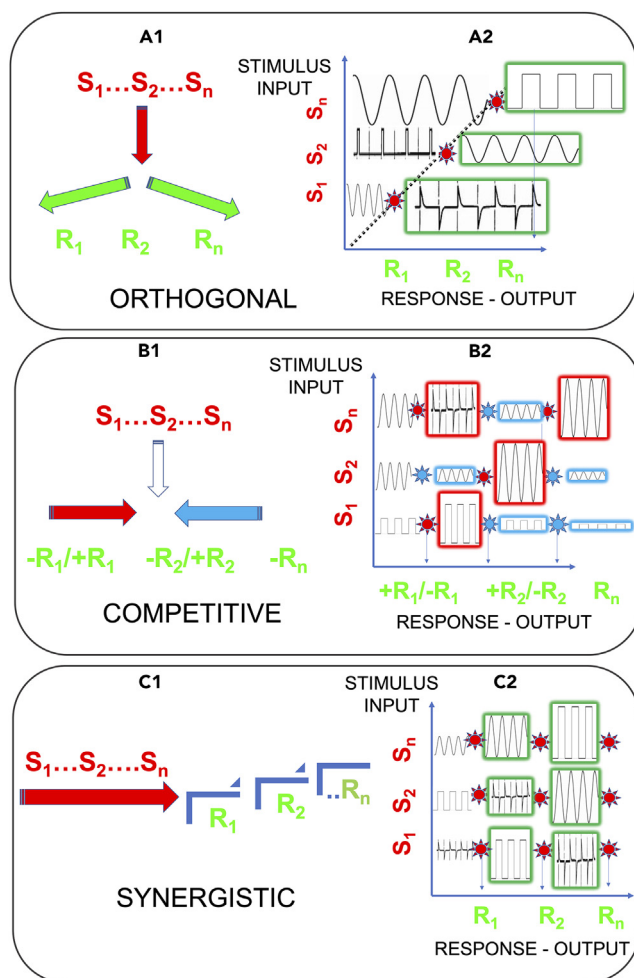 A1
S1...S2...Sn
R1 R2 Rn
ORTHOGONAL
A2
STIMULUS
INPUT
Sn
S2
S1
R1 R2 Rn
RESPONSE - OUTPUT
B1
S1...S2...Sn
-R1/+R1 -R2/+R2 -Rn
COMPETITIVE
B2
STIMULUS
INPUT
Sn
S2
S1
+R1/-R1 +R2/-R2 Rn
RESPONSE - OUTPUT
C1
S1...S2....Sn
R1 R2 ..Rn
SYNERGISTIC
C2
STIMULUS
INPUT
Sn
S2
S1
R1 R2 Rn
RESPONSE - OUTPUT